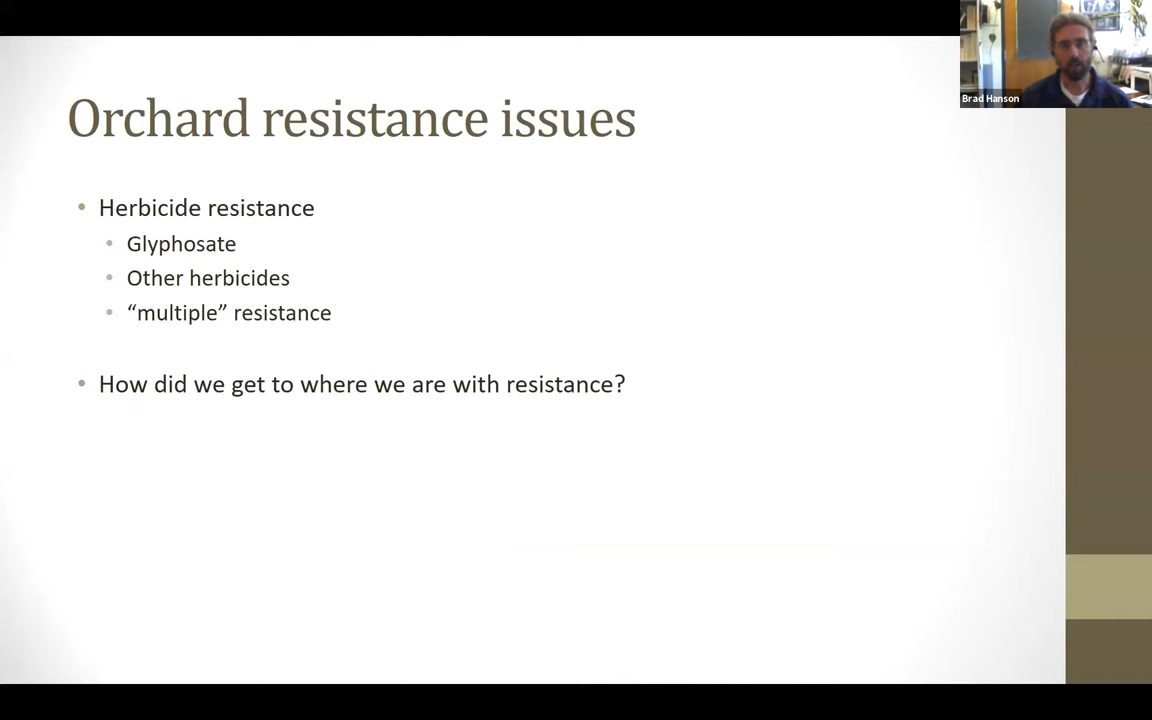 Orchard resistance issues
• Herbicide resistance
• Glyphosate
• Other herbicides
• “multiple” resistance
• How did we get to where we are with resistance?
Brad Hanson